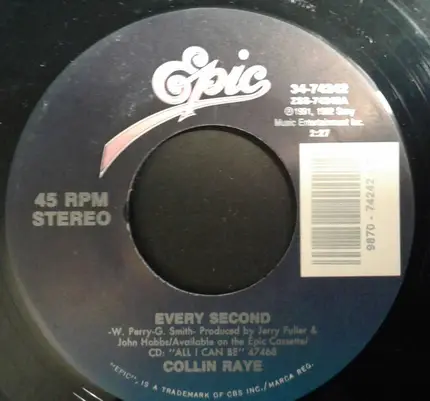 Epic
34-74242
ZSS 74242A
℗1991, 1992 Sony
Music Entertainment Inc.
2:27
45 RPM
STEREO
9870 - 74242
EVERY SECOND
-W. Perry-G. Smith- Produced by Jerry Fuller &
John Hobbs/Available on the Epic Cassette/
CD: "ALL I CAN BE" 47468
COLLIN RAYE
"EPIC", IS A TRADEMARK OF CBS INC./MARCA REG.